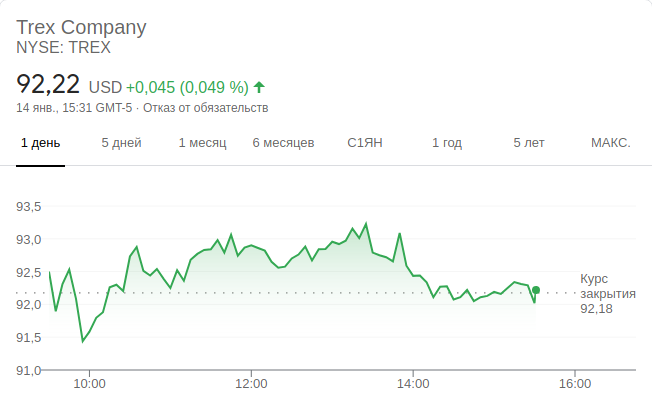 Trex Company
NYSE: TREX
92,22 USD +0,045 (0,049 %)
14 янв., 15:31 GMT-5 · Отказ от обязательств
1 день 5 дней 1 месяц 6 месяцев С1ЯН 1 год 5 лет МАКС.
93,5
93,0
92,5
92,0
91,5
91,0
Курс
закрытия
92,18
10:00 12:00 14:00 16:00